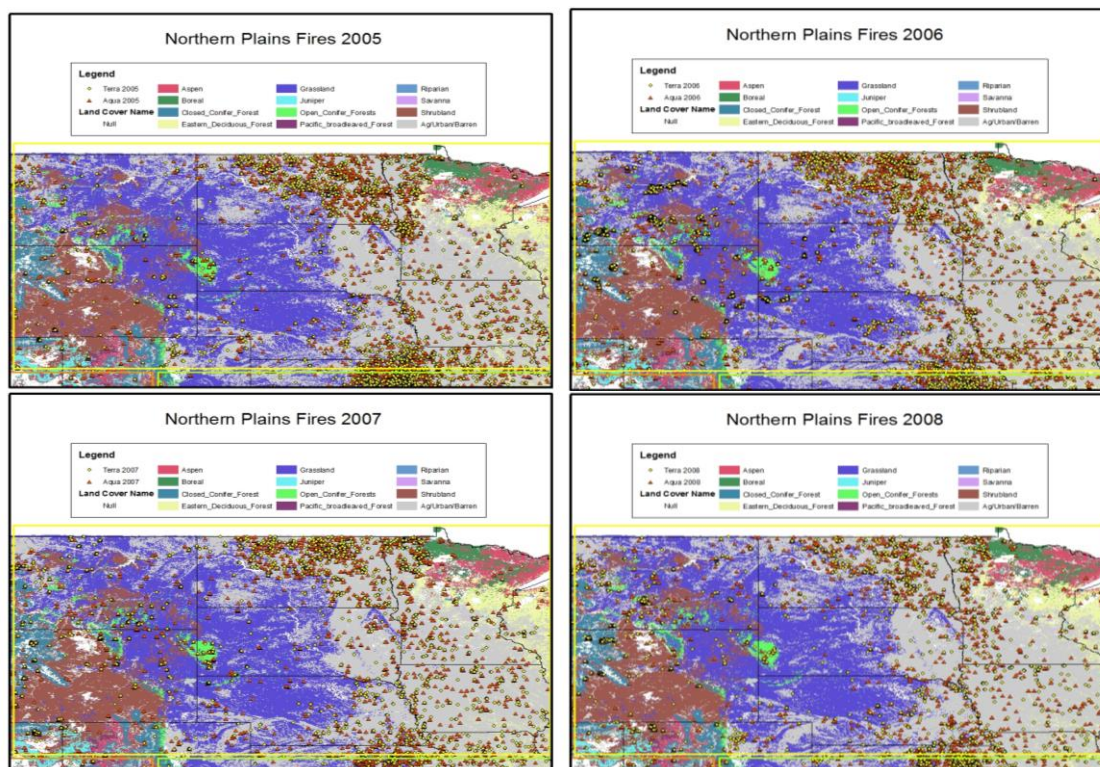 Northern Plains Fires 2005
Legend
Terra 2005 Aspen Grassland Riparian
Aqua 2005 Boreal Juniper Savanna
Land Cover Name Closed_Conifer_Forest Open_Conifer_Forests Shrubland
Null Eastern_Deciduous_Forest Pacific_broadleaved_Forest Ag/Urban/Barren
Northern Plains Fires 2006
Legend
Terra 2006 Aspen Grassland Riparian
Aqua 2006 Boreal Juniper Savanna
Land Cover Name Closed_Conifer_Forest Open_Conifer_Forests Shrubland
Null Eastern_Deciduous_Forest Pacific_broadleaved_Forest Ag/Urban/Barren
Northern Plains Fires 2007
Legend
Terra 2007 Aspen Grassland Riparian
Aqua 2007 Boreal Juniper Savanna
Land Cover Name Closed_Conifer_Forest Open_Conifer_Forests Shrubland
Null Eastern_Deciduous_Forest Pacific_broadleaved_Forest Ag/Urban/Barren
Northern Plains Fires 2008
Legend
Terra 2008 Aspen Grassland Riparian
Aqua 2008 Boreal Juniper Savanna
Land Cover Name Closed_Conifer_Forest Open_Conifer_Forests Shrubland
Null Eastern_Deciduous_Forest Pacific_broadleaved_Forest Ag/Urban/Barren